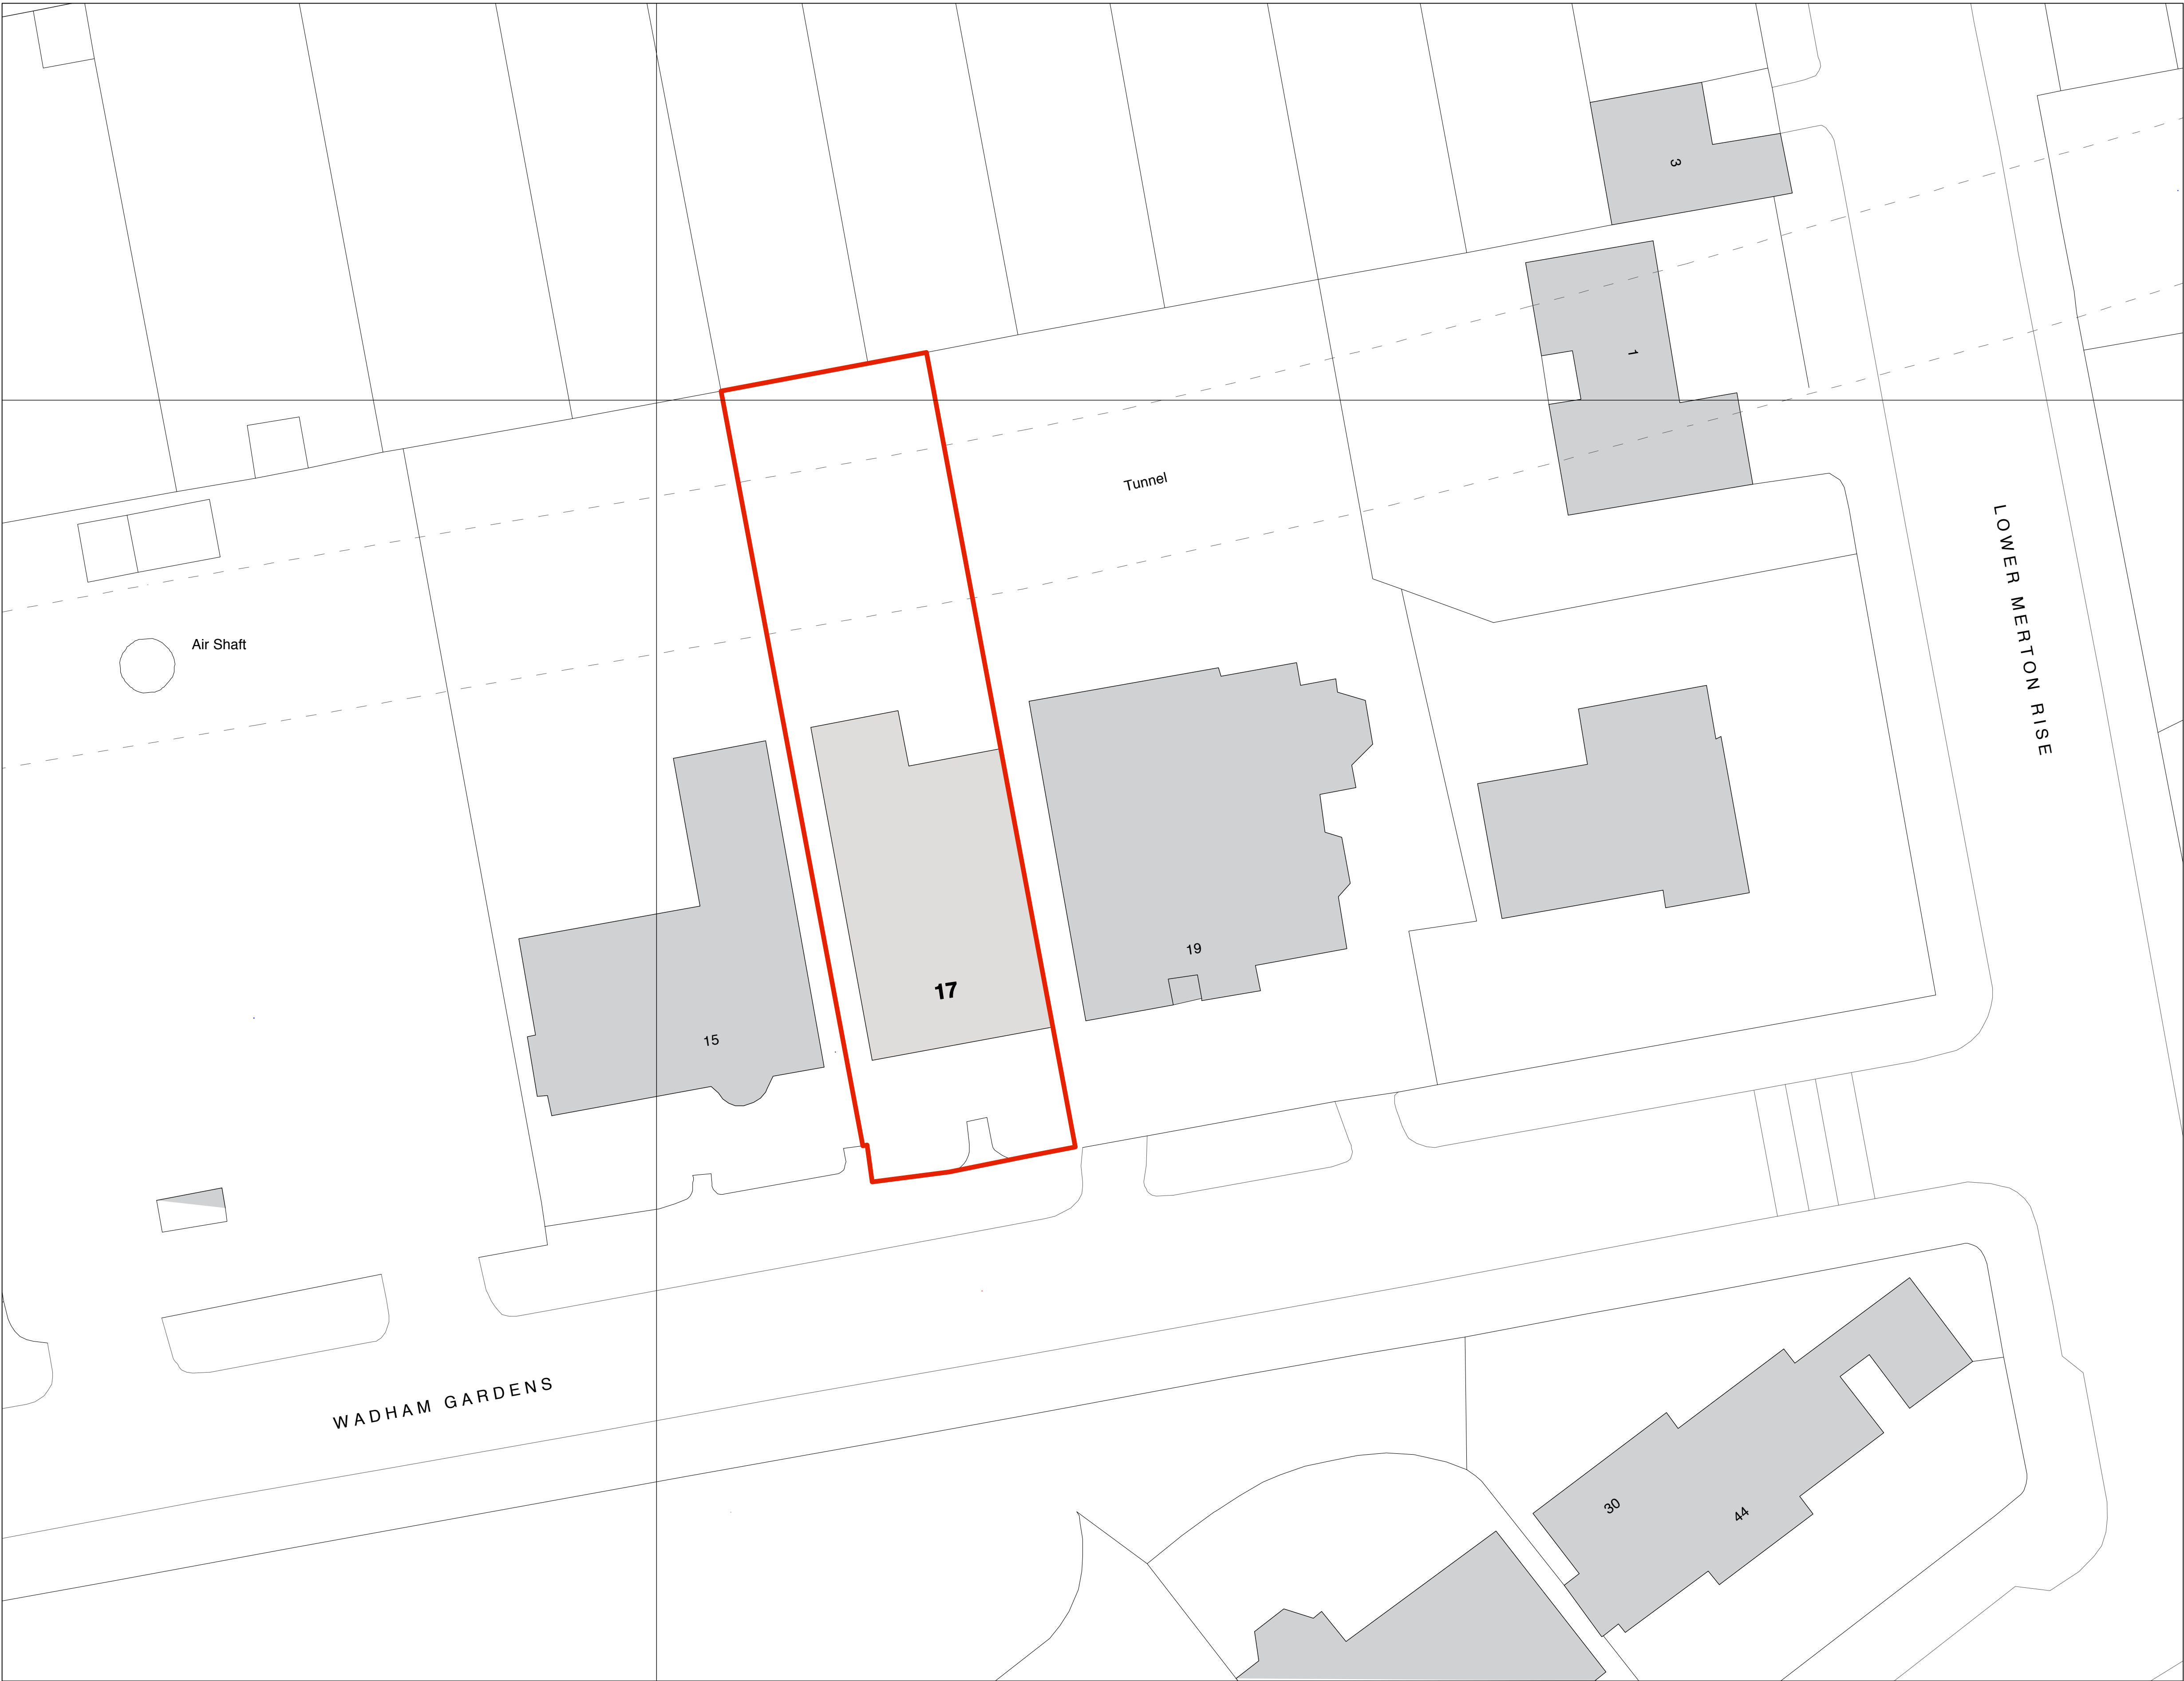 3
1
Tunnel
LOWER MERTON RISE
Air Shaft
19
17
15
WADHAM GARDENS
30
44